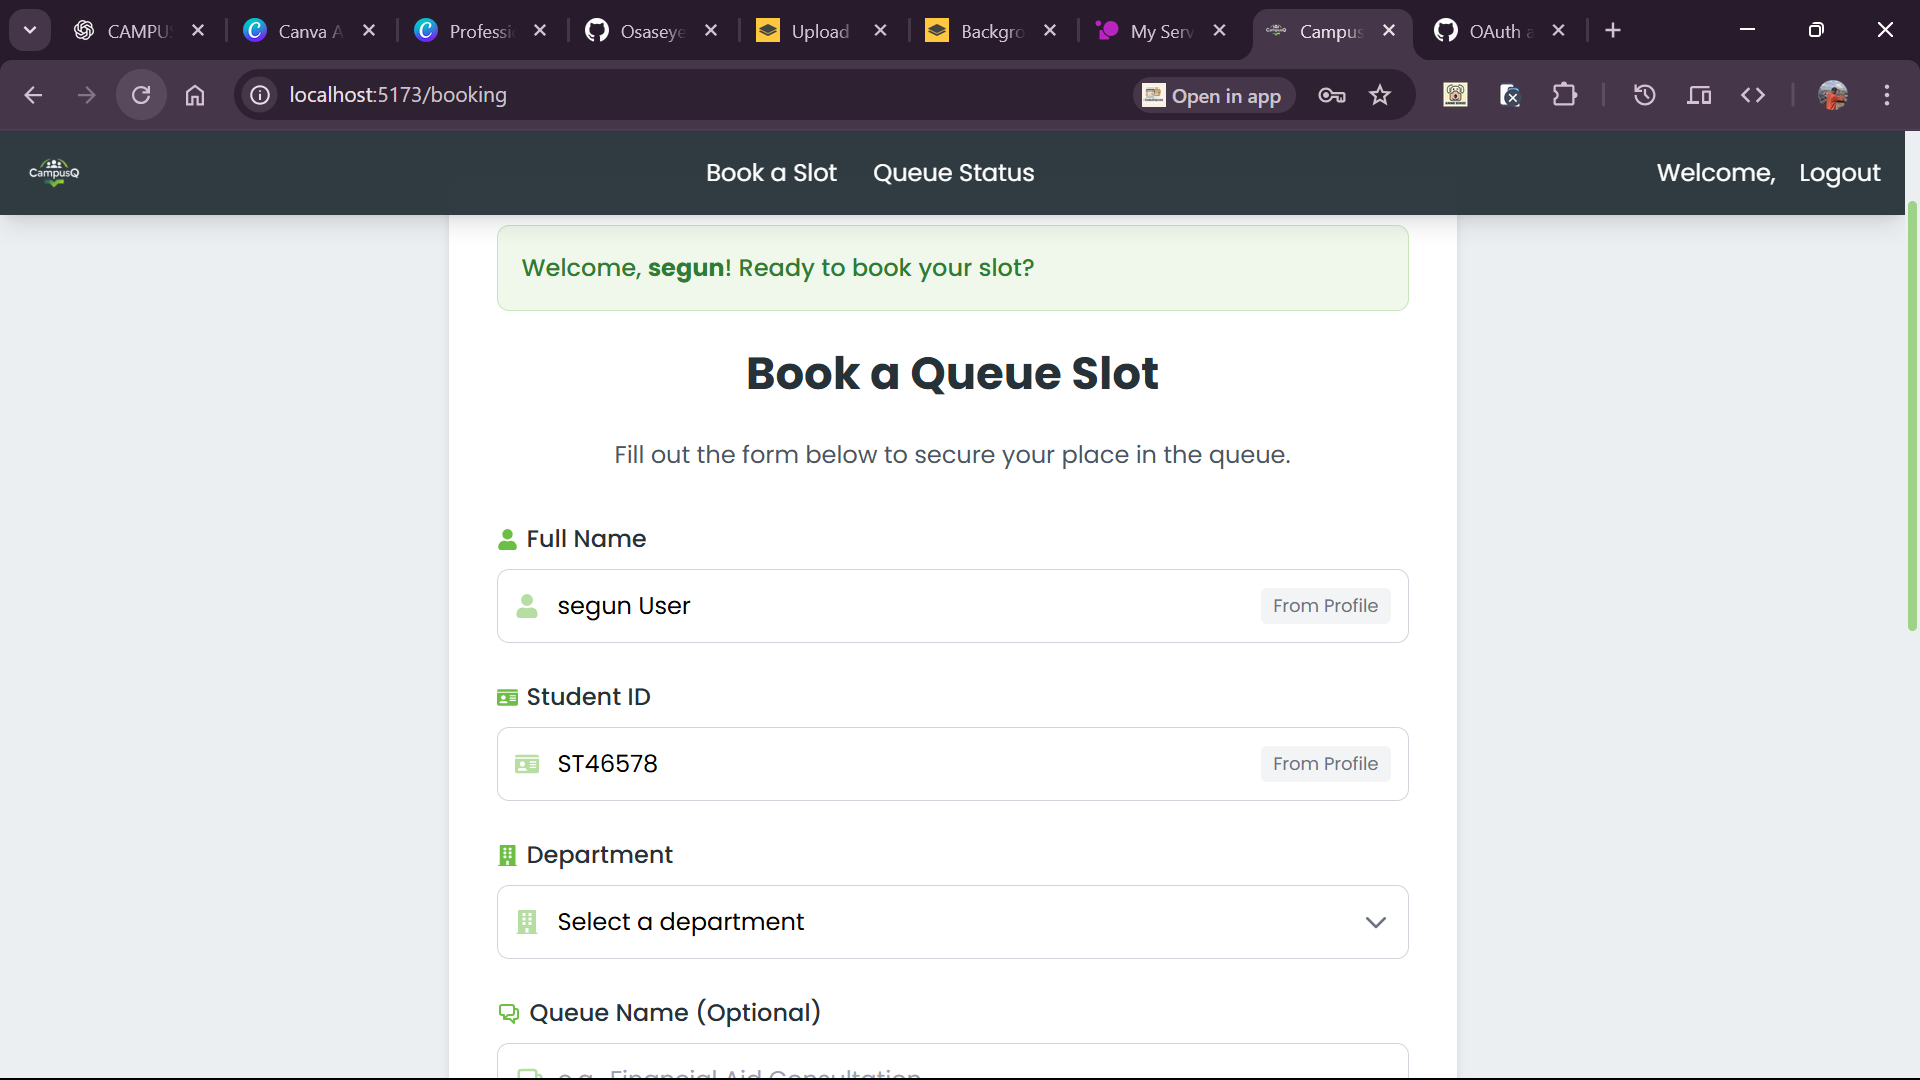 CAMPU
Canva A
Professi
Osaseye
Upload
Backgro
My Serv
Campus
OAuth a
localhost:5173/booking
Open in app
CampusQ
Book a Slot
Queue Status
Welcome,
Logout
Welcome, segun! Ready to book your slot?
Book a Queue Slot
Fill out the form below to secure your place in the queue.
Full Name
segun User
From Profile
Student ID
ST46578
From Profile
Department
Select a department
Queue Name (Optional)
e.g., Financial Aid Consultation